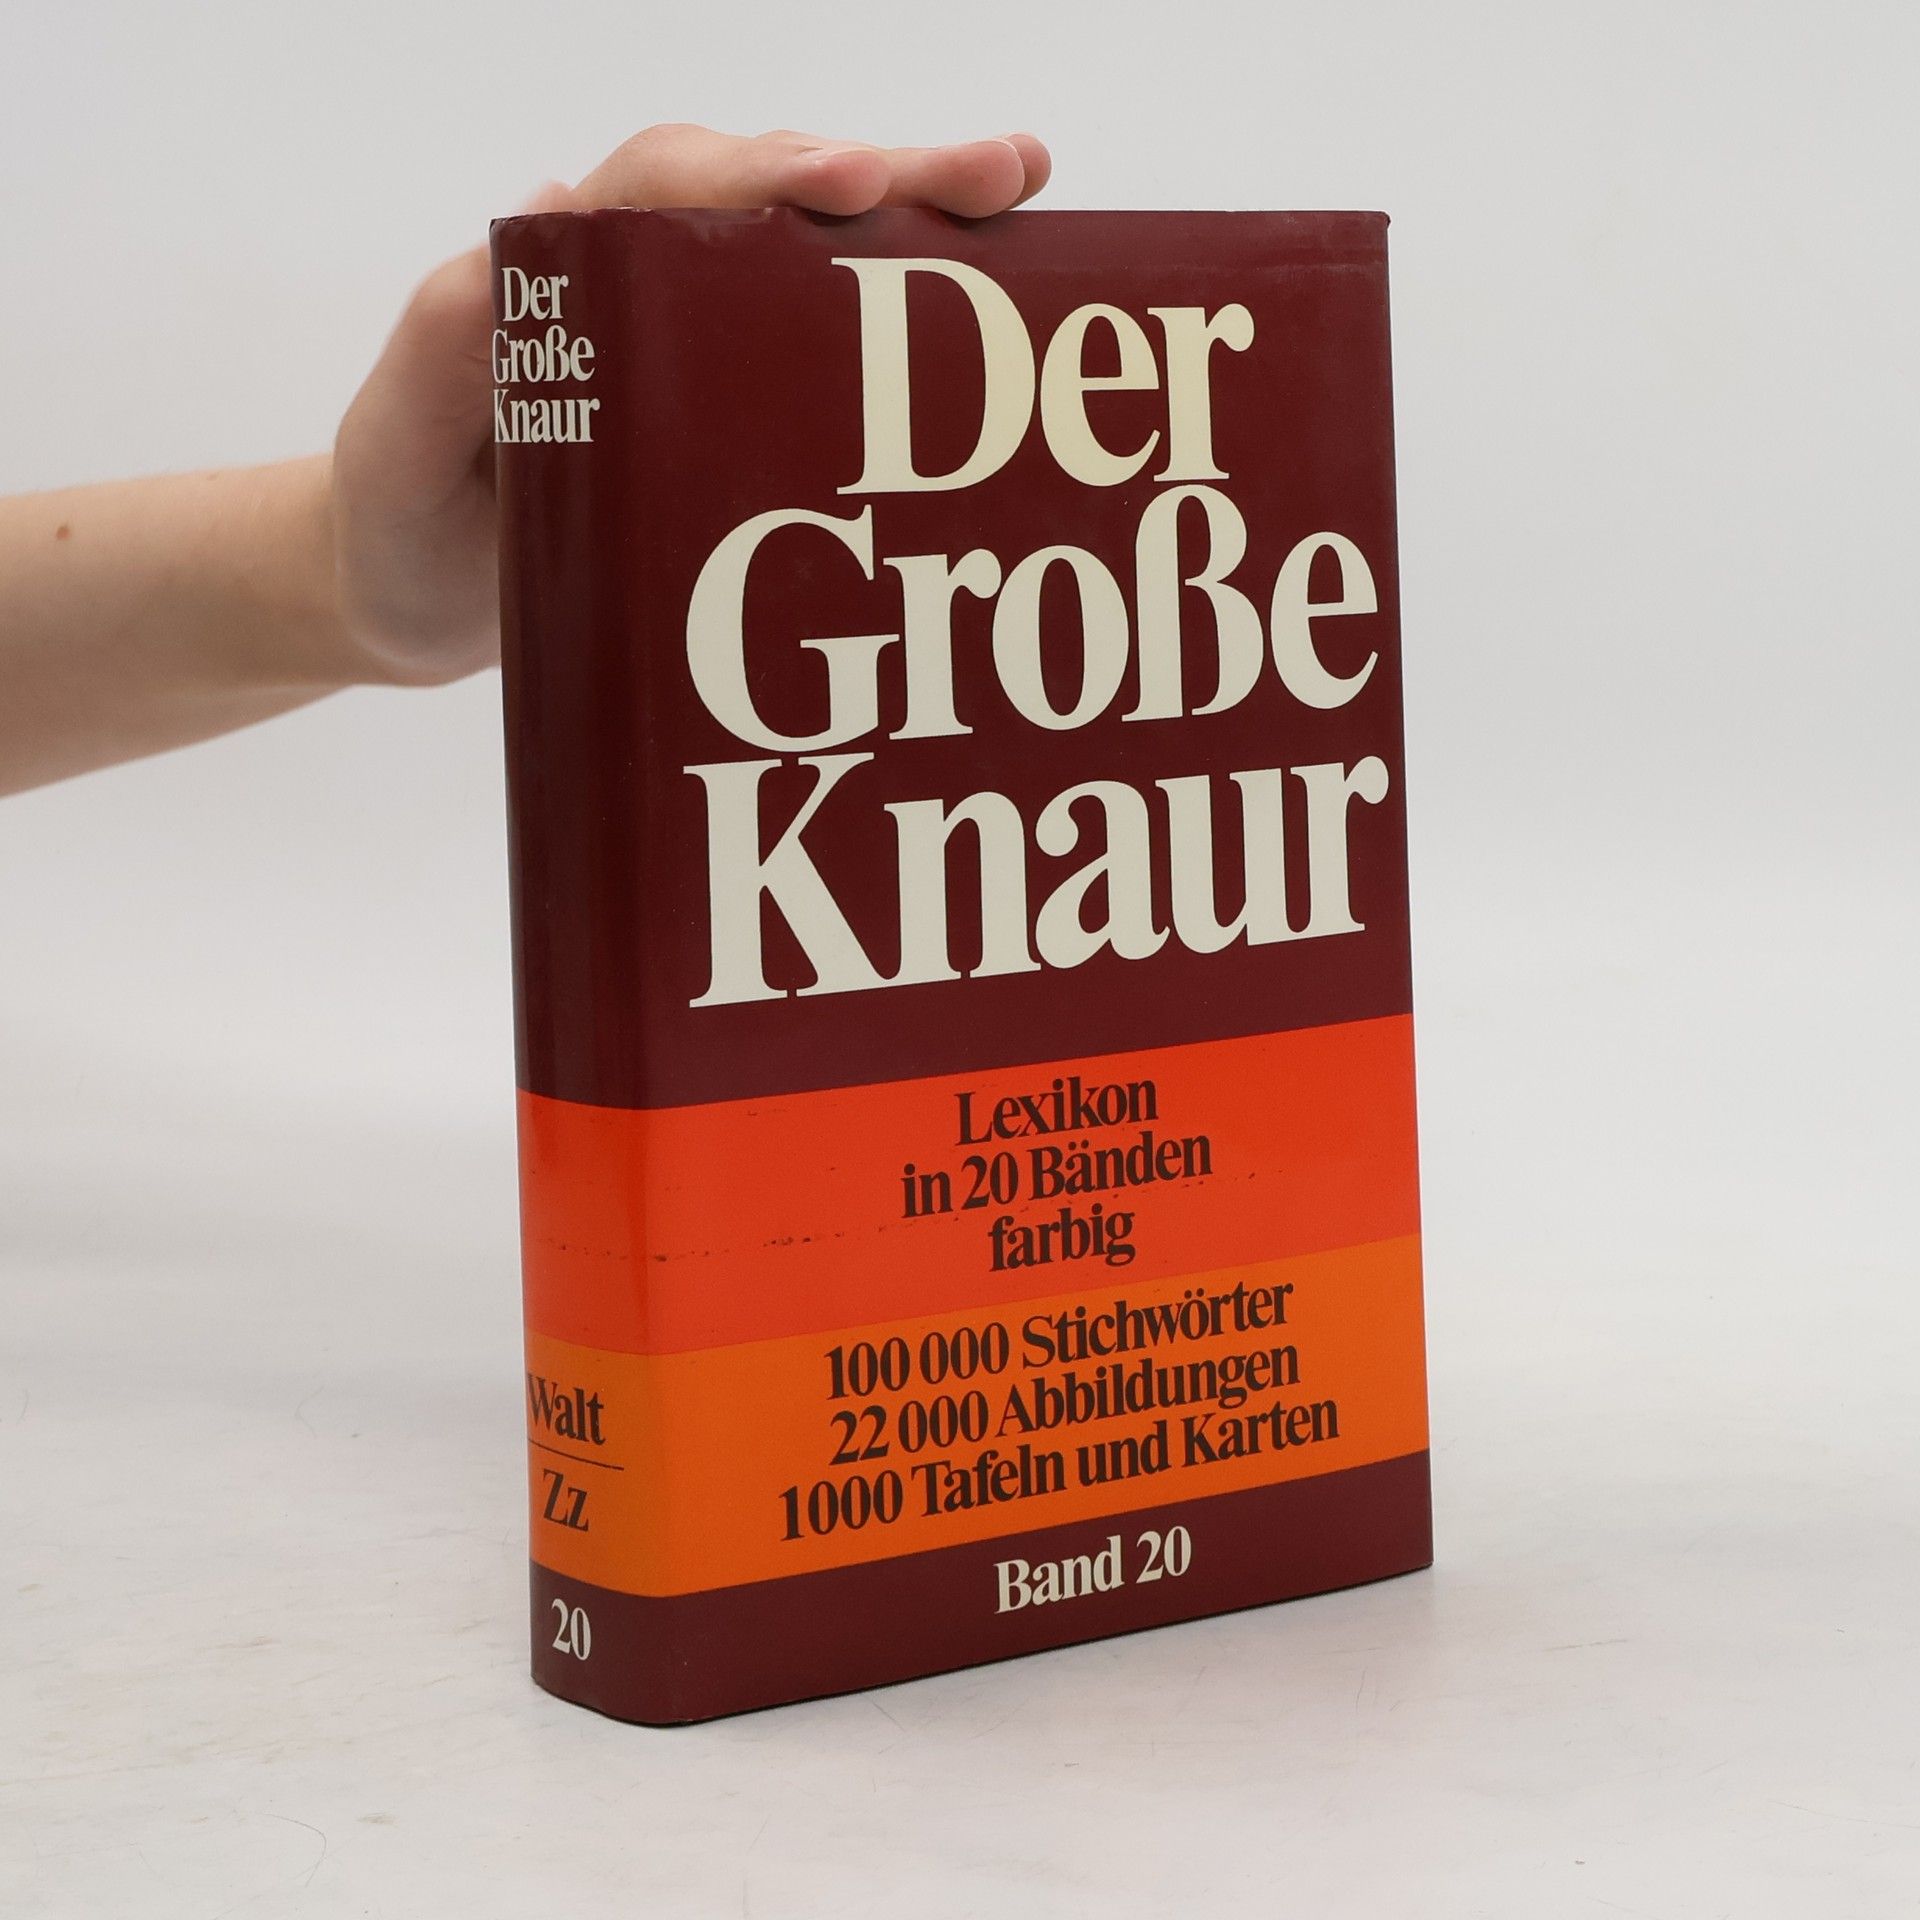 Der
Große
Knaur
Walt
Zz
20
Der
Große
Knaur
Lexikon
in 20 Bänden
farbig
100 000 Stichwörter
22 000 Abbildungen
1000 Tafeln und Karten
Band 20